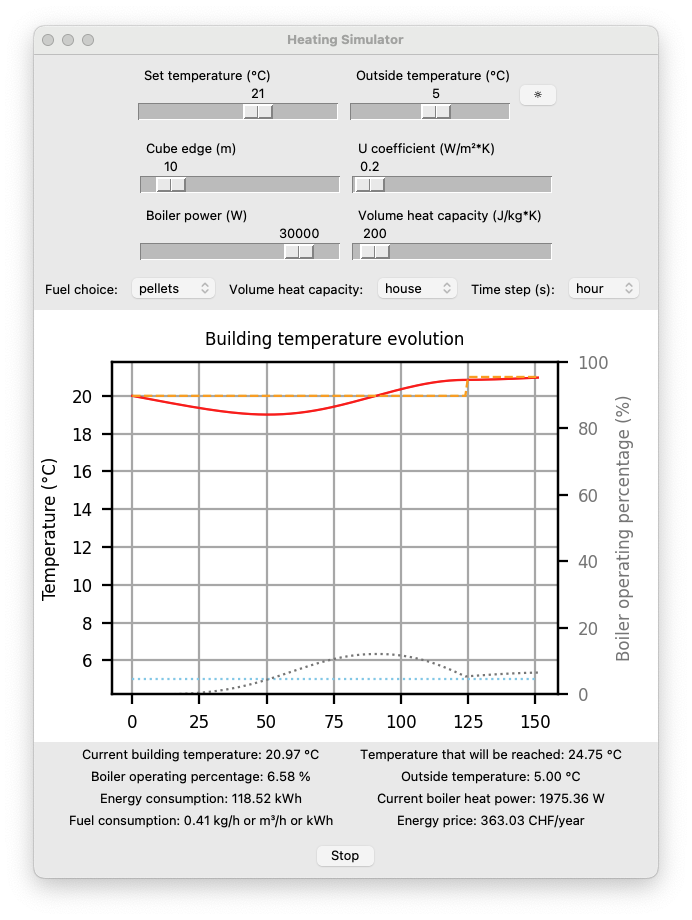 Heating Simulator
Set temperature (°C) Outside temperature (°C)
21 5
☼
Cube edge (m) U coefficient (W/m²*K)
10 0.2
Boiler power (W) Volume heat capacity (J/kg*K)
30000 200
Fuel choice: pellets Volume heat capacity: house Time step (s): hour
Building temperature evolution
Temperature (°C)
20
18
16
14
12
10
8
6
100
80
60
40
20
0
Boiler operating percentage (%)
0 25 50 75 100 125 150
Current building temperature: 20.97 °C Temperature that will be reached: 24.75 °C
Boiler operating percentage: 6.58 % Outside temperature: 5.00 °C
Energy consumption: 118.52 kWh Current boiler heat power: 1975.36 W
Fuel consumption: 0.41 kg/h or m³/h or kWh Energy price: 363.03 CHF/year
Stop